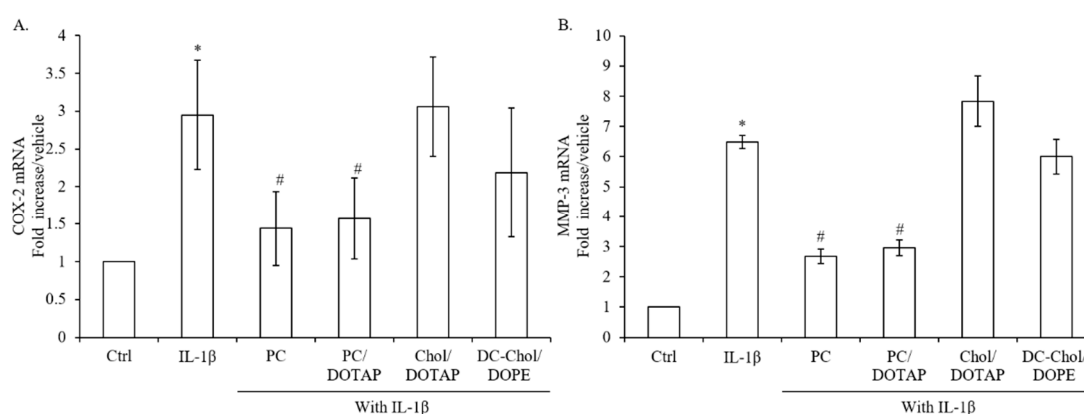 A.
COX-2 mRNA
Fold increase/vehicle
4
3.5
3
2.5
2
1.5
1
0.5
0
*
#
#
Ctrl
IL-1β
PC
PC/
DOTAP
Chol/
DOTAP
DC-Chol/
DOPE
With IL-1β
B.
MMP-3 mRNA
Fold increase/vehicle
10
9
8
7
6
5
4
3
2
1
0
*
#
#
Ctrl
IL-1β
PC
PC/
DOTAP
Chol/
DOTAP
DC-Chol/
DOPE
With IL-1β